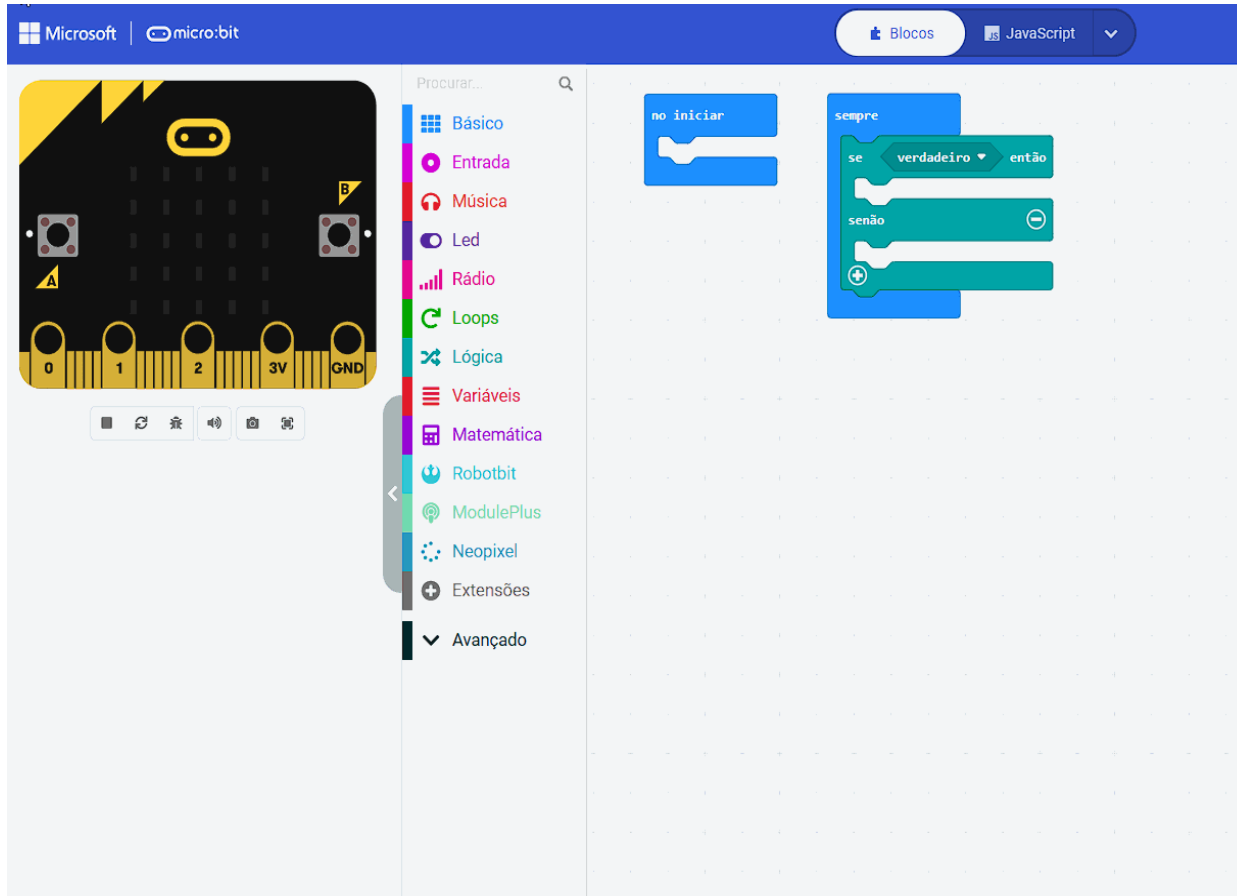 Microsoft micro:bit
Blocos
JS JavaScript
B
A
0 1 2 3V GND
Procurar...
Básico
Entrada
Música
Led
Rádio
Loops
Lógica
Variáveis
Matemática
Robotbit
ModulePlus
Neopixel
Extensões
Avançado
no iniciar
sempre
se verdadeiro então
senão